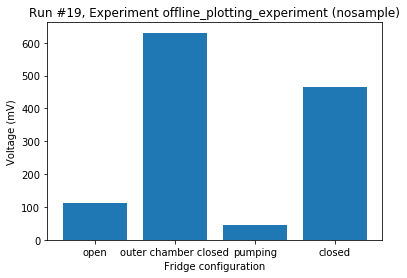 Run #19, Experiment offline_plotting_experiment (nosample)
Voltage (mV)
600
500
400
300
200
100
0
open outer chamber closed pumping closed
Fridge configuration